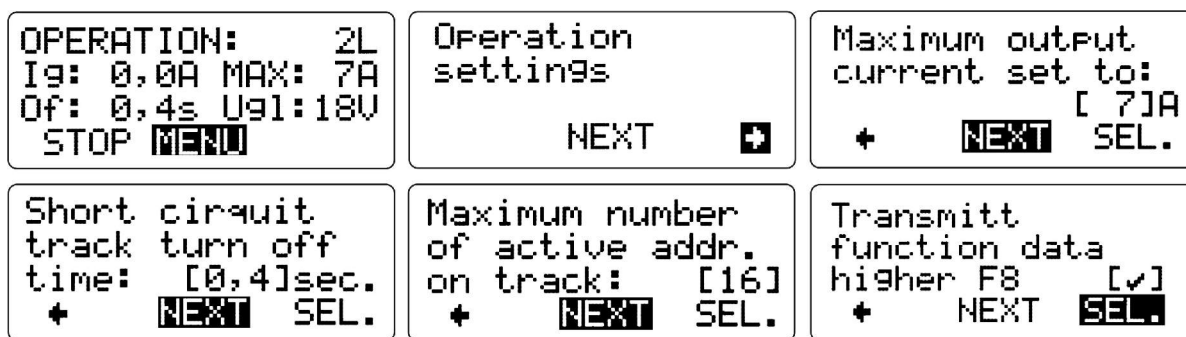 OPERATION: 2L
Ig: 0,0A MAX: 7A
Of: 0,4s Ugl:18V
STOP MENU
Operation
settings
NEXT →
Maximum output
current set to:
[ 7]A
← NEXT SEL.
Short cirquit
track turn off
time: [0,4]sec.
← NEXT SEL.
Maximum number
of active addr.
on track: [16]
← NEXT SEL.
Transmitt
function data
higher F8 [✓]
← NEXT SEL.